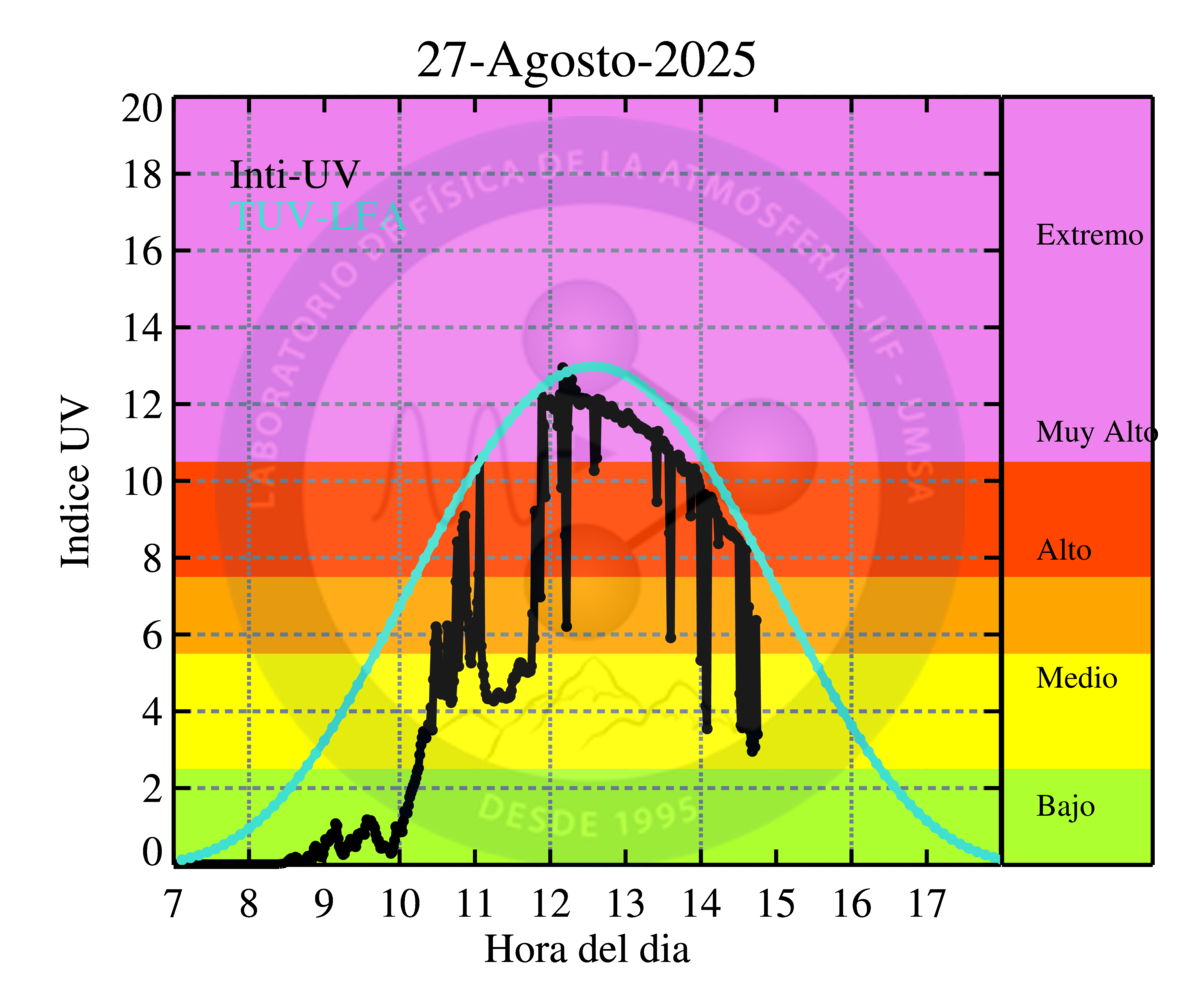 27-Agosto-2025
Indice UV
20
18
16
14
12
10
8
6
4
2
0
Inti-UV
TUV-LFA
LABORATORIO DE FÍSICA DE LA ATMÓSFERA - IIF - UMSA
DESDE 1995
Extremo
Muy Alto
Alto
Medio
Bajo
7 8 9 10 11 12 13 14 15 16 17
Hora del dia